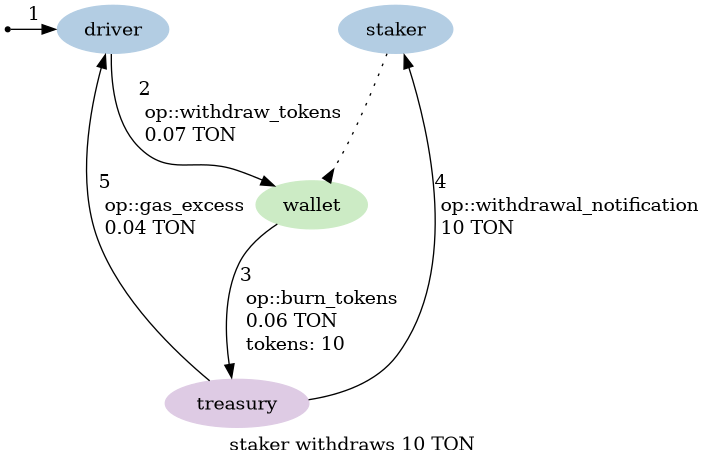 1
driver
staker
2
op::withdraw_tokens
0.07 TON
5
op::gas_excess
0.04 TON
wallet
4
op::withdrawal_notification
10 TON
3
op::burn_tokens
0.06 TON
tokens: 10
treasury
staker withdraws 10 TON